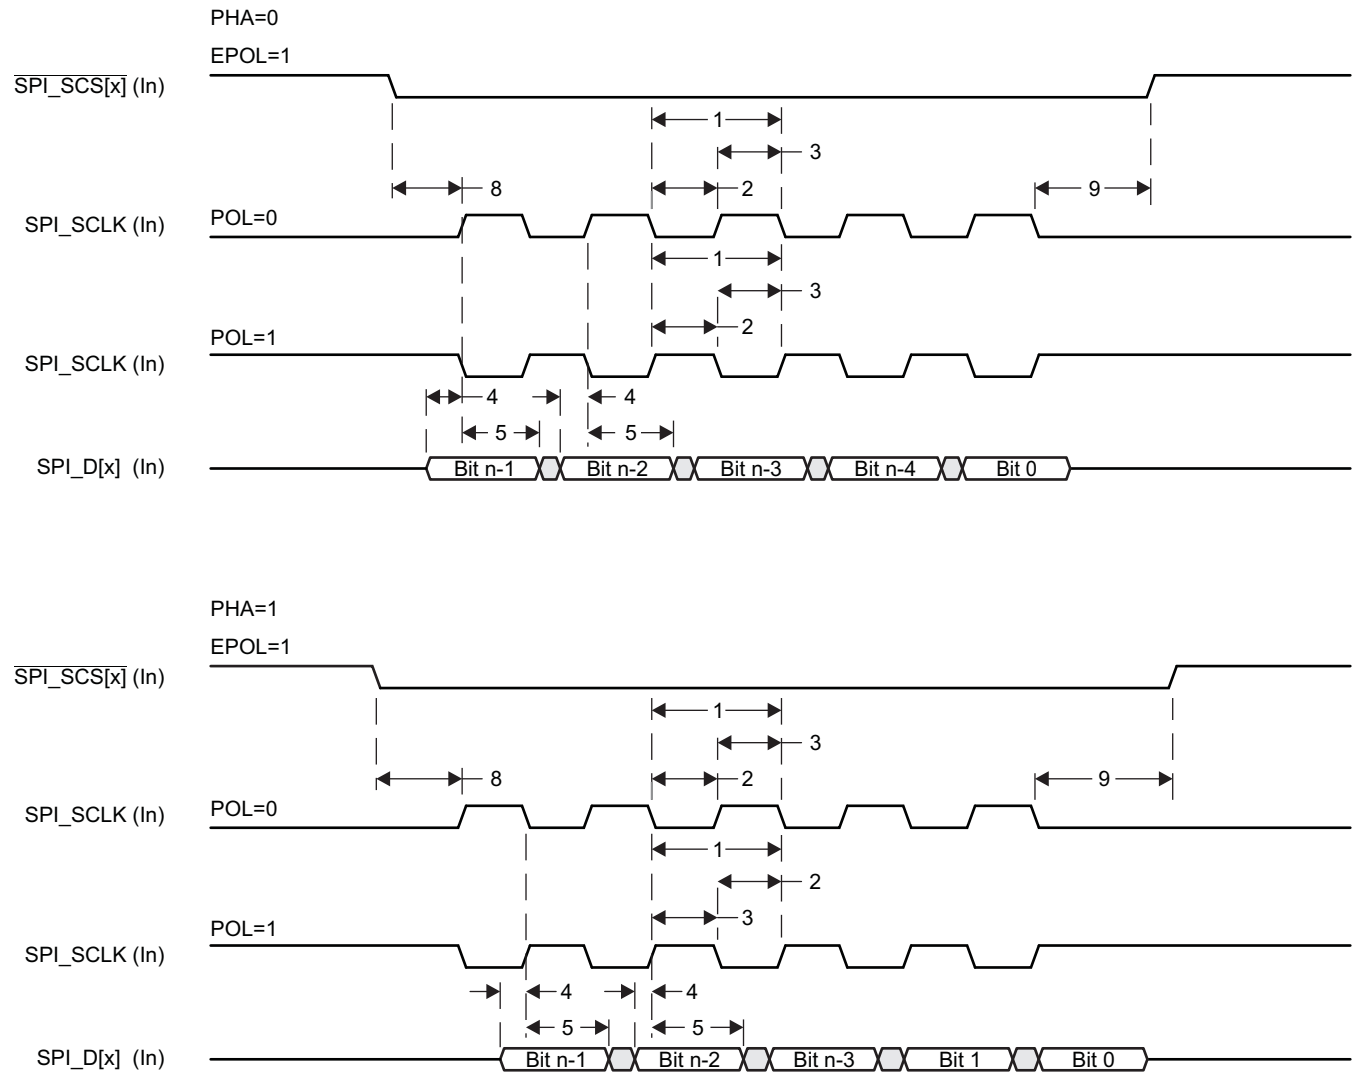 PHA=0
EPOL=1
SPI_SCS[x] (In)
1
3
8
2
9
SPI_SCLK (In)
POL=0
1
3
2
POL=1
SPI_SCLK (In)
4
4
5
5
SPI_D[x] (In)
Bit n-1
Bit n-2
Bit n-3
Bit n-4
Bit 0
PHA=1
EPOL=1
SPI_SCS[x] (In)
1
3
8
2
9
SPI_SCLK (In)
POL=0
1
2
3
POL=1
SPI_SCLK (In)
4
4
5
5
SPI_D[x] (In)
Bit n-1
Bit n-2
Bit n-3
Bit 1
Bit 0